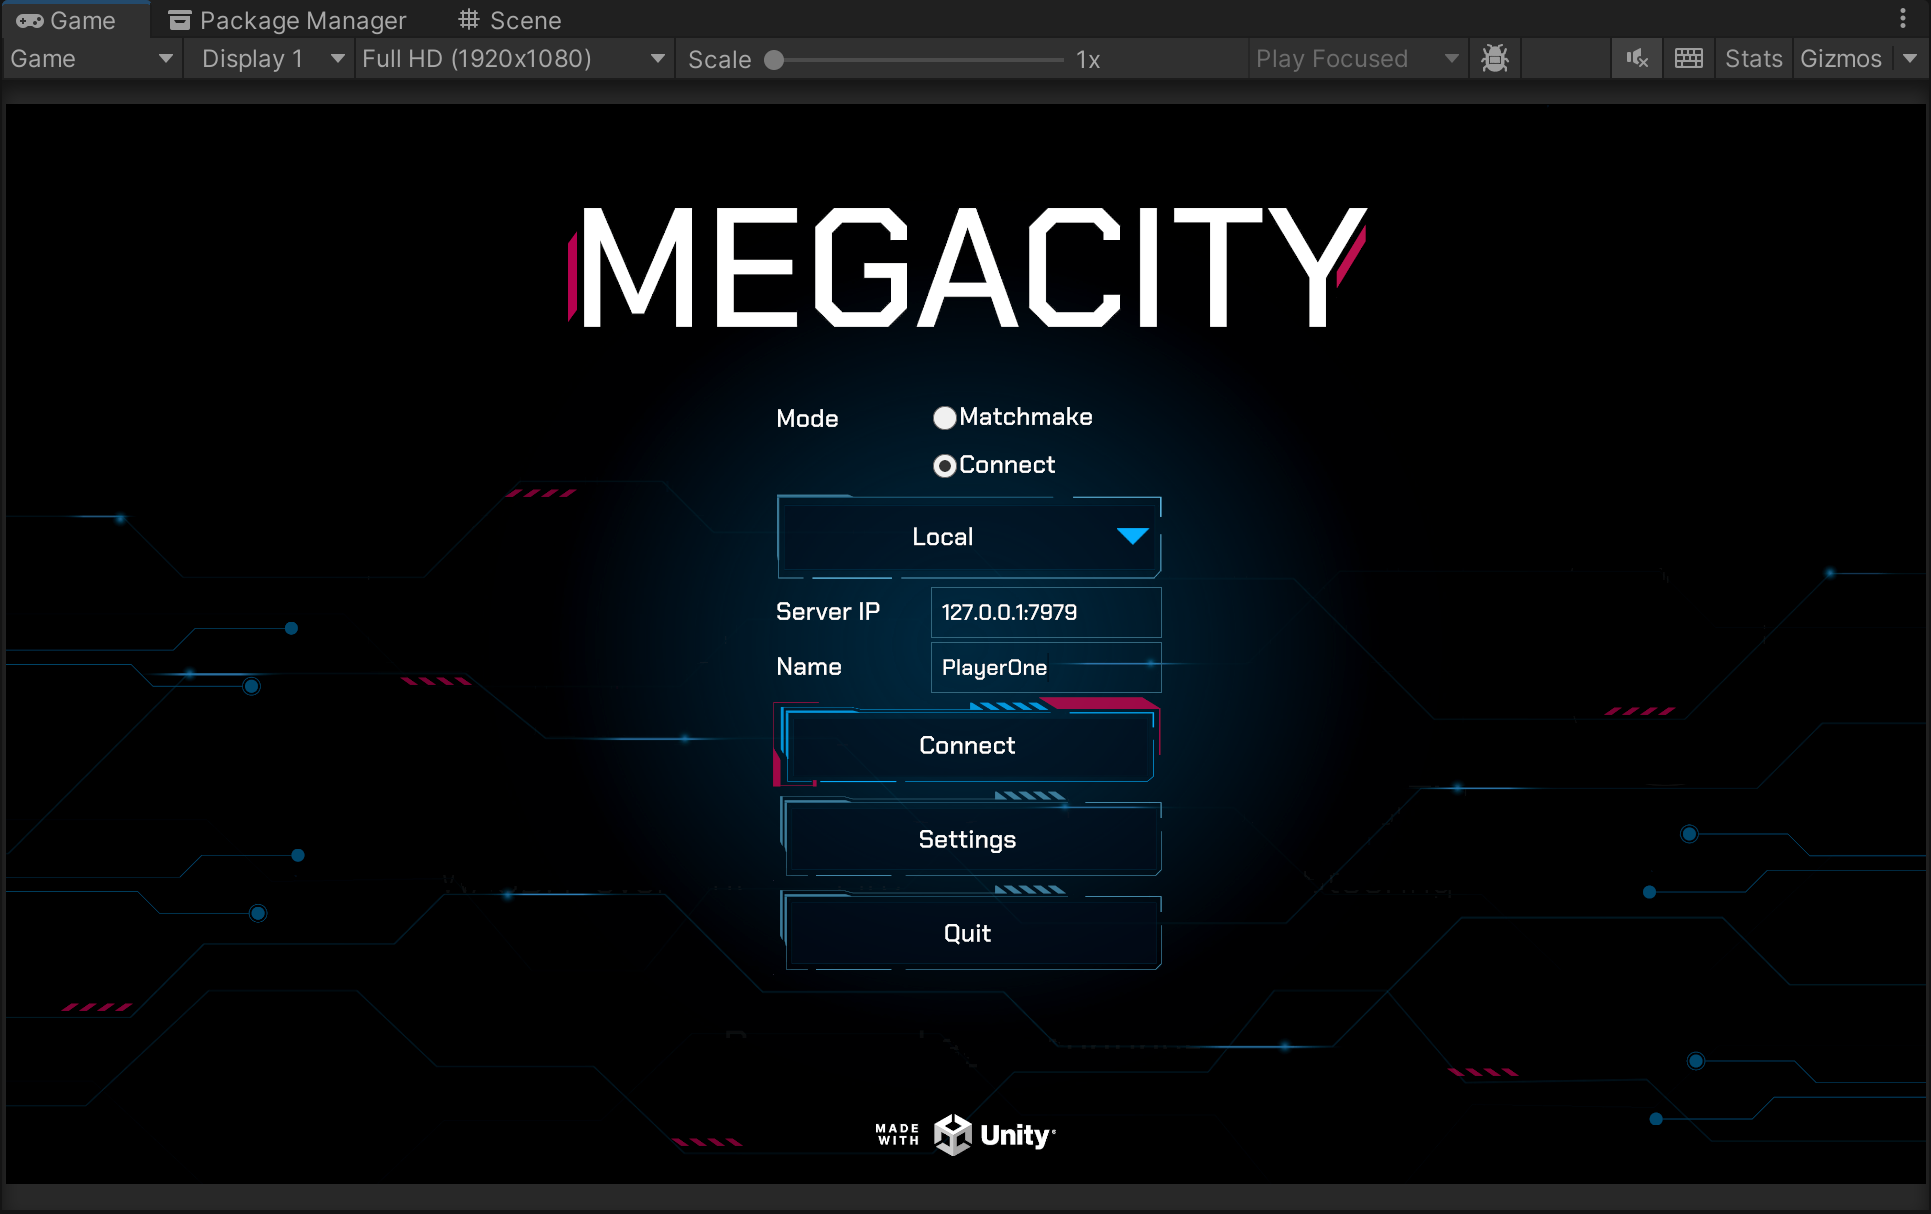 Game Package Manager Scene
Game Display 1 Full HD (1920x1080) Scale 1x Play Focused Stats Gizmos
MEGACITY
Mode Matchmake
Connect
Local
Server IP 127.0.0.1:7979
Name PlayerOne
Connect
Settings
Quit
MADE WITH Unity